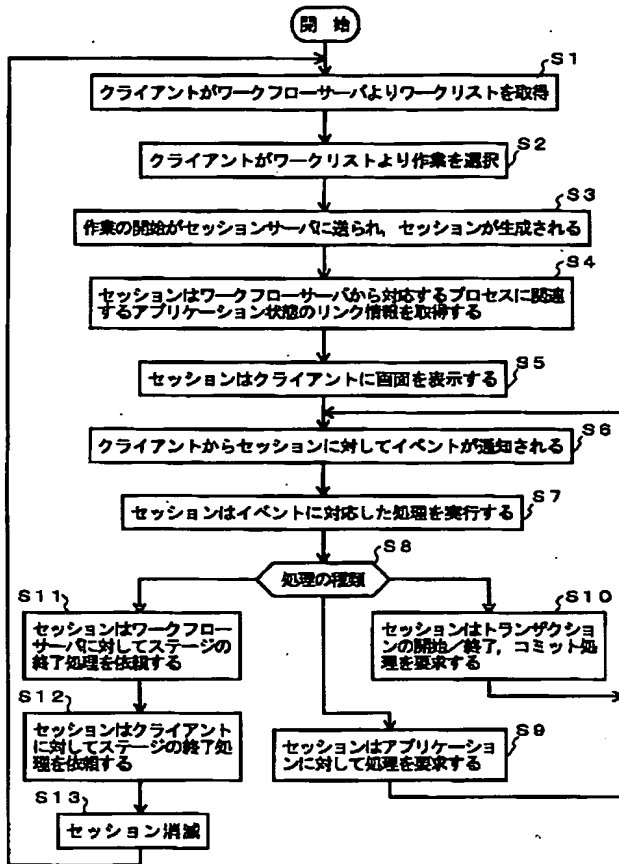 開 始
S1
クライアントがワークフローサーバよりワークリストを取得
S2
クライアントがワークリストより作業を選択
S3
作業の開始がセッションサーバに送られ，セッションが生成される
S4
セッションはワークフローサーバから対応するプロセスに関連
するアプリケーション状態のリンク情報を取得する
S5
セッションはクライアントに画面を表示する
S6
クライアントからセッションに対してイベントが通知される
S7
セッションはイベントに対応した処理を実行する
S8
処理の種類
S11
セッションはワークフロー
サーバに対してステージの
終了処理を依頼する
S12
セッションはクライアント
に対してステージの終了処
理を依頼する
S13
セッション消滅
S9
セッションはアプリケーショ
ンに対して処理を要求する
S10
セッションはトランザクショ
ンの開始／終了，コミット処
理を要求する